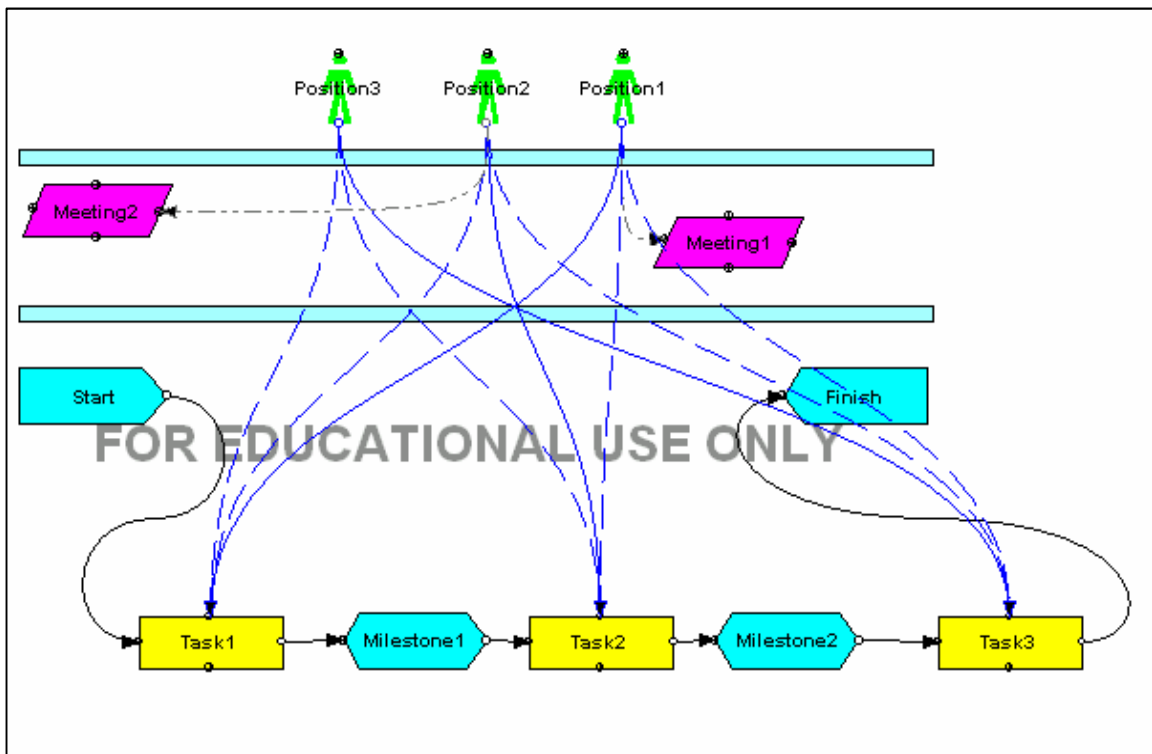 Position3 Position2 Position1
Meeting2
Meeting1
Start Finish
FOR EDUCATIONAL USE ONLY
Task1 Milestone1 Task2 Milestone2 Task3